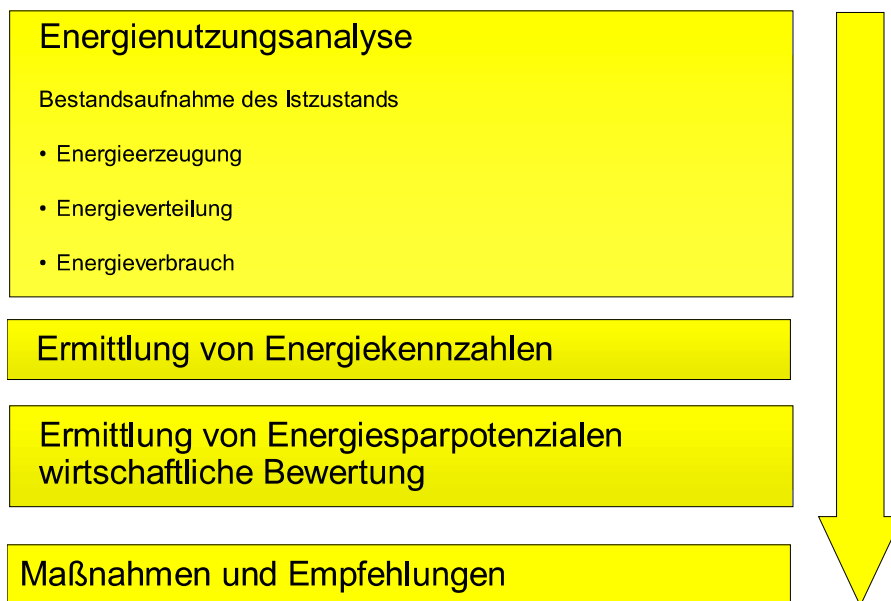 Energienutzungsanalyse
Bestandsaufnahme des Istzustands
• Energieerzeugung
• Energieverteilung
• Energieverbrauch
Ermittlung von Energiekennzahlen
Ermittlung von Energiesparpotenzialen
wirtschaftliche Bewertung
Maßnahmen und Empfehlungen